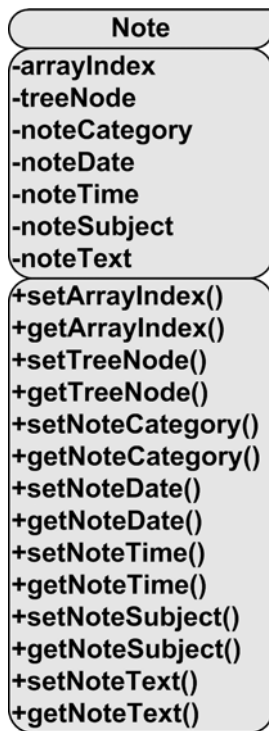 Note
-arrayIndex
-treeNode
-noteCategory
-noteDate
-noteTime
-noteSubject
-noteText
+setArrayIndex()
+getArrayIndex()
+setTreeNode()
+getTreeNode()
+setNoteCategory()
+getNoteCategory()
+setNoteDate()
+getNoteDate()
+setNoteTime()
+getNoteTime()
+setNoteSubject()
+getNoteSubject()
+setNoteText()
+getNoteText()